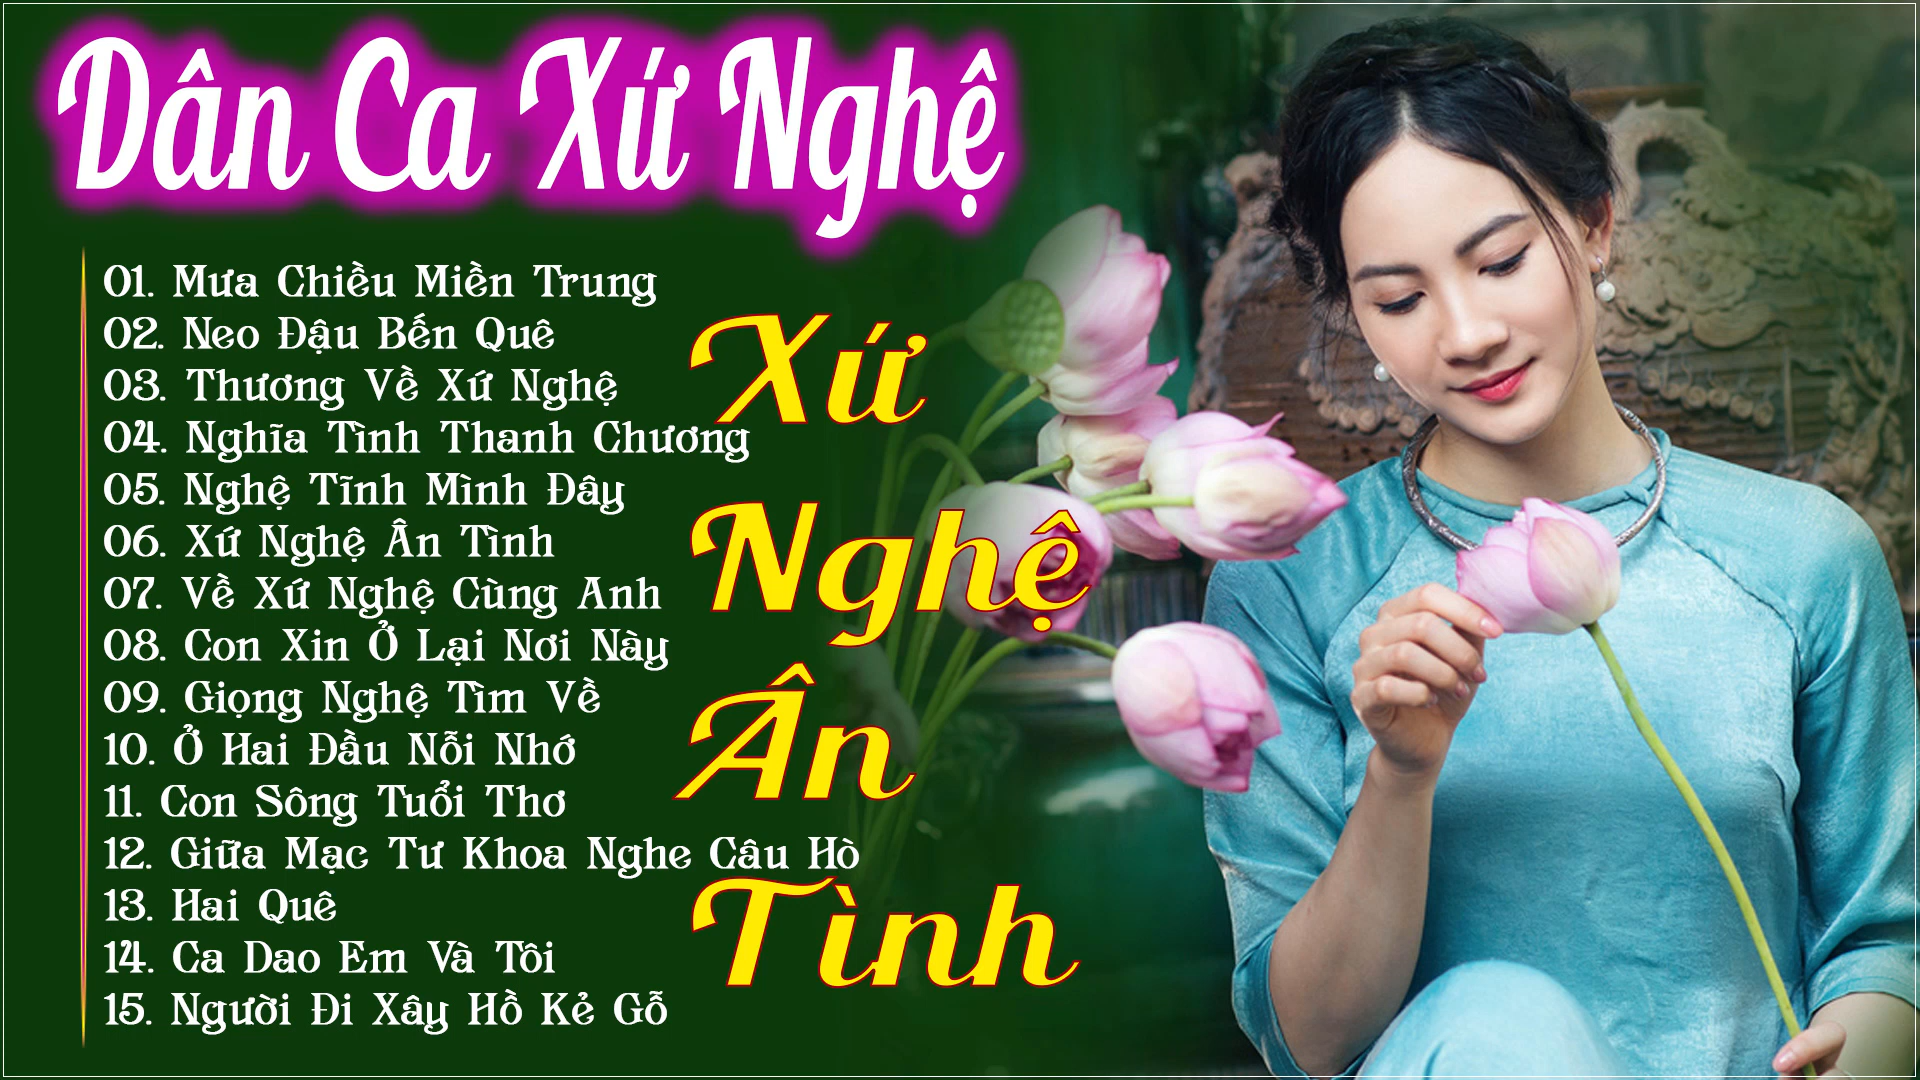 Dân Ca Xứ Nghệ
01. Mưa Chiều Miền Trung
02. Neo Đậu Bến Quê
03. Thương Về Xứ Nghệ
04. Nghĩa Tình Thanh Chương
05. Nghệ Tĩnh Mình Đây
06. Xứ Nghệ Ân Tình
07. Về Xứ Nghệ Cùng Anh
08. Con Xin Ở Lại Nơi Này
09. Giọng Nghệ Tìm Về
10. Ở Hai Đầu Nỗi Nhớ
11. Con Sông Tuổi Thơ
12. Giữa Mạc Tư Khoa Nghe Câu Hò
13. Hai Quê
14. Ca Dao Em Và Tôi
15. Người Đi Xây Hồ Kẻ Gỗ
Xứ
Nghệ
Ân
Tình